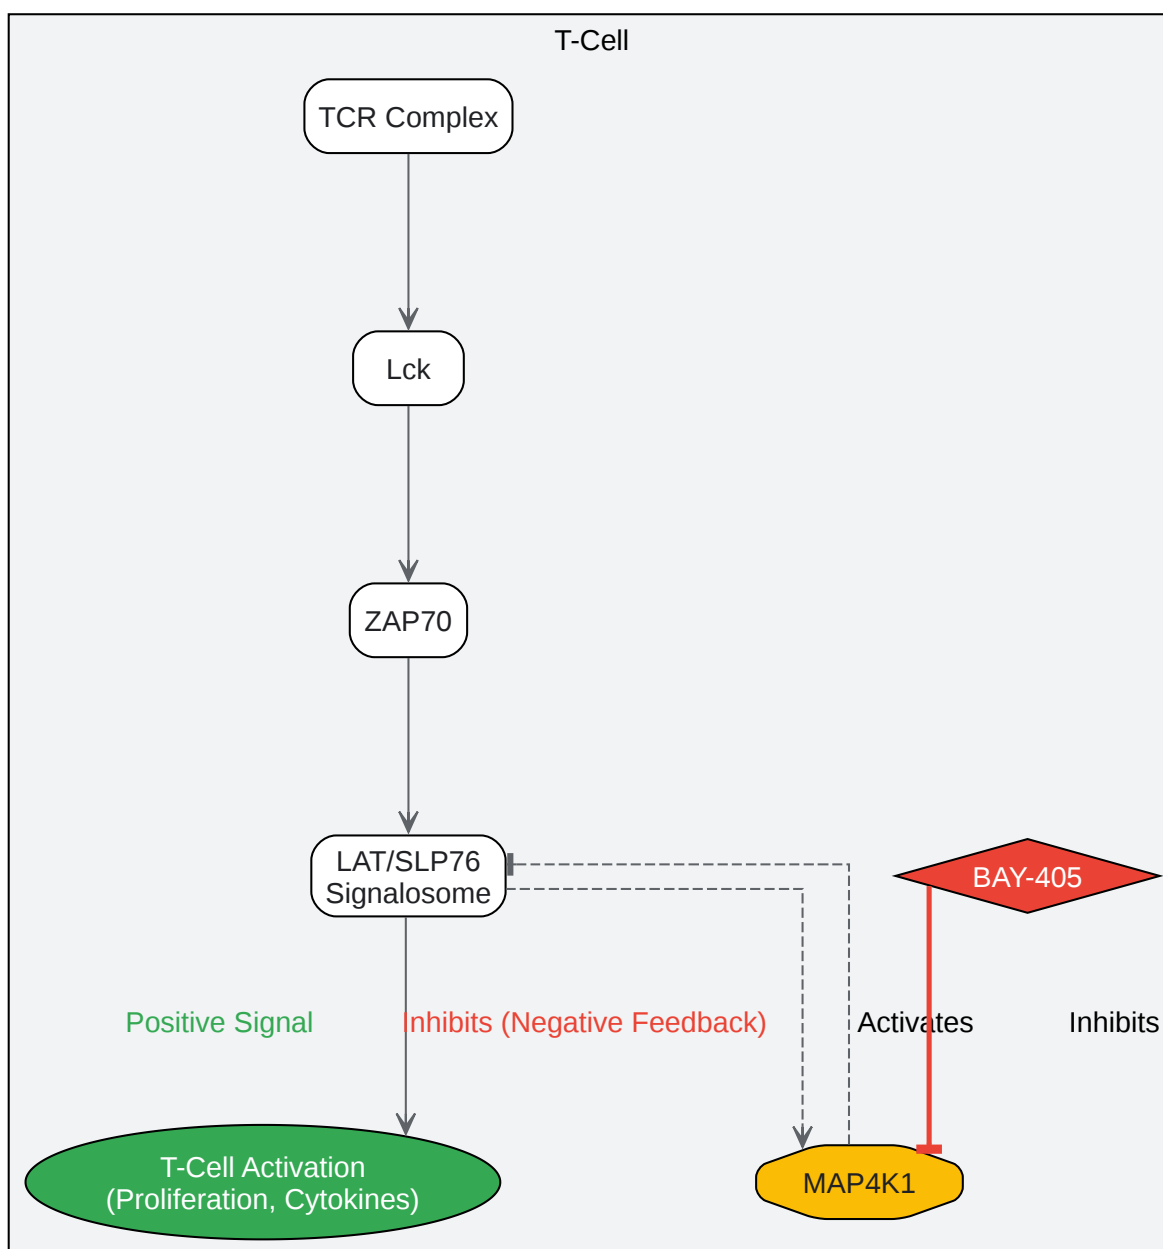 T-Cell
TCR Complex
Lck
ZAP70
LAT/SLP76
Signalosome
BAY-405
Positive Signal
Inhibits (Negative Feedback)
Activates
Inhibits
T-Cell Activation
(Proliferation, Cytokines)
MAP4K1